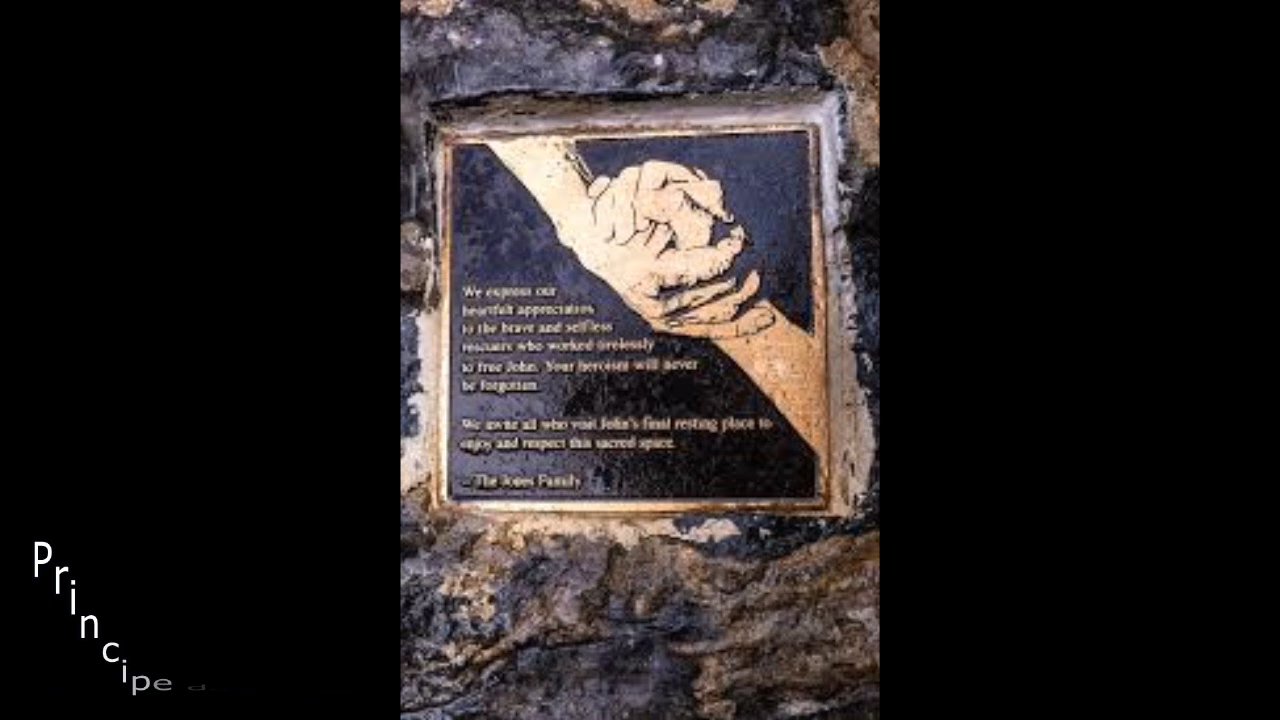 We express our
heartfelt appreciation
to the brave and selfless
rescuers who worked tirelessly
to free John. Your heroism will never
be forgotten.
We invite all who visit John's final resting place to
enjoy and respect this sacred space.
– The Jones Family
Principe d